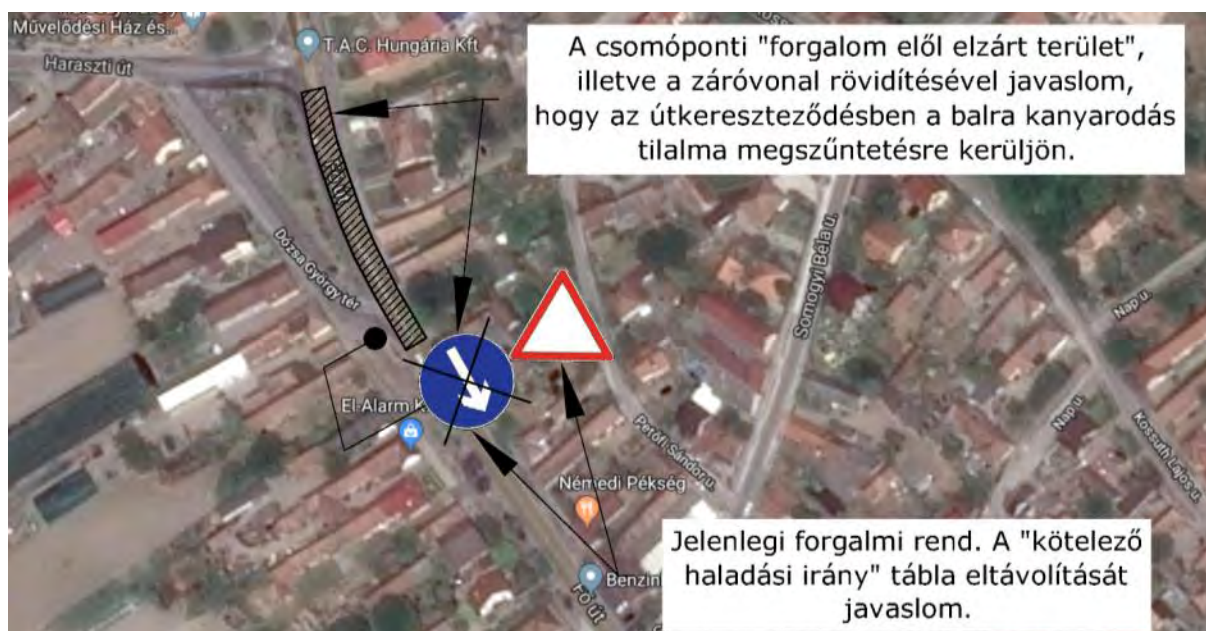 Művelődési Ház és...
T.A.C. Hungária Kft
Haraszti út
A csomóponti "forgalom elől elzárt terület",
illetve a záróvonal rövidítésével javaslom,
hogy az útkereszteződésben a balra kanyarodás
tilalma megszűntetésre kerüljön.
Fő út
Dózsa György tér
Somogyi Béla u.
Nap u.
El-Alarm K
Petőfi Sándor u.
Nap u.
Kossuth Lajos u.
Némedi Pékség
Jelenlegi forgalmi rend. A "kötelező
haladási irány" tábla eltávolítását
javaslom.
Benzin
Fő út